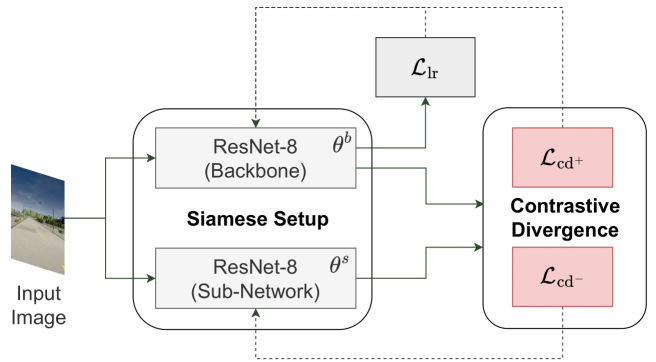 ℒ_lr
ResNet-8
(Backbone)
θ^b
ℒ_cd⁺
Siamese Setup
Contrastive
Divergence
ResNet-8
(Sub-Network)
θ^s
ℒ_cd⁻
Input
Image